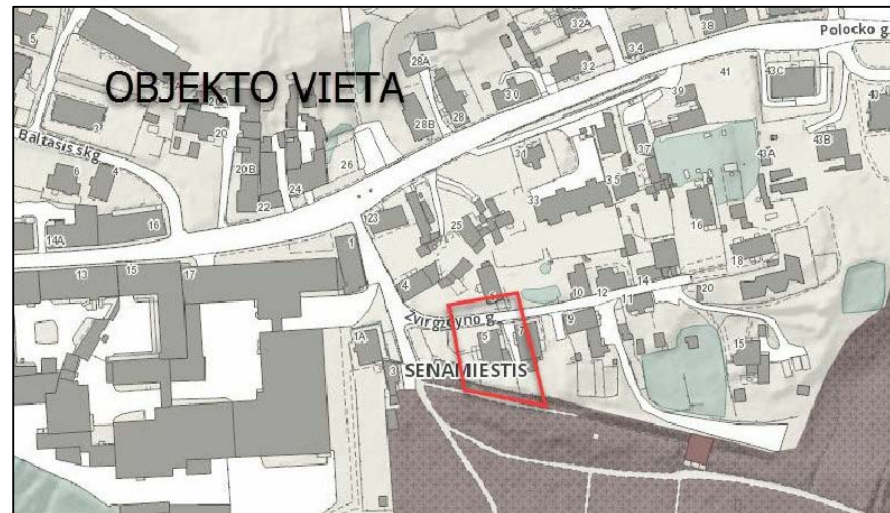 OBJEKTO VIETA
Polocko g.
Baltasis skg
Žvirgždyno g.
SENAMIESTIS
5
3
6
4
14A
16
20
20B
22
24
26
28A
28B
28
30
32A
32
34
38
41
39
43C
43A
43B
37
35
33
31
25
23
1
4
13
15
17
1A
3
5
7
9
10
12
11
14
16
18
20
15